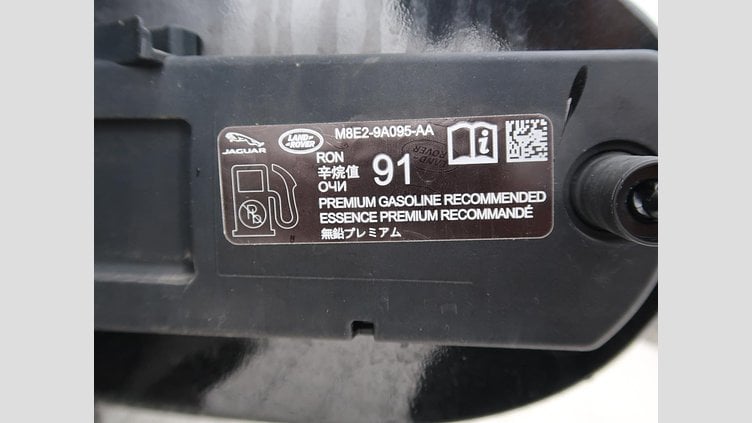 JAGUAR
LAND-
-ROVER
M8E2-9A095-AA
RON
辛烷值
ОЧИ
91
PREMIUM GASOLINE RECOMMENDED
ESSENCE PREMIUM RECOMMANDÉ
無鉛プレミアム